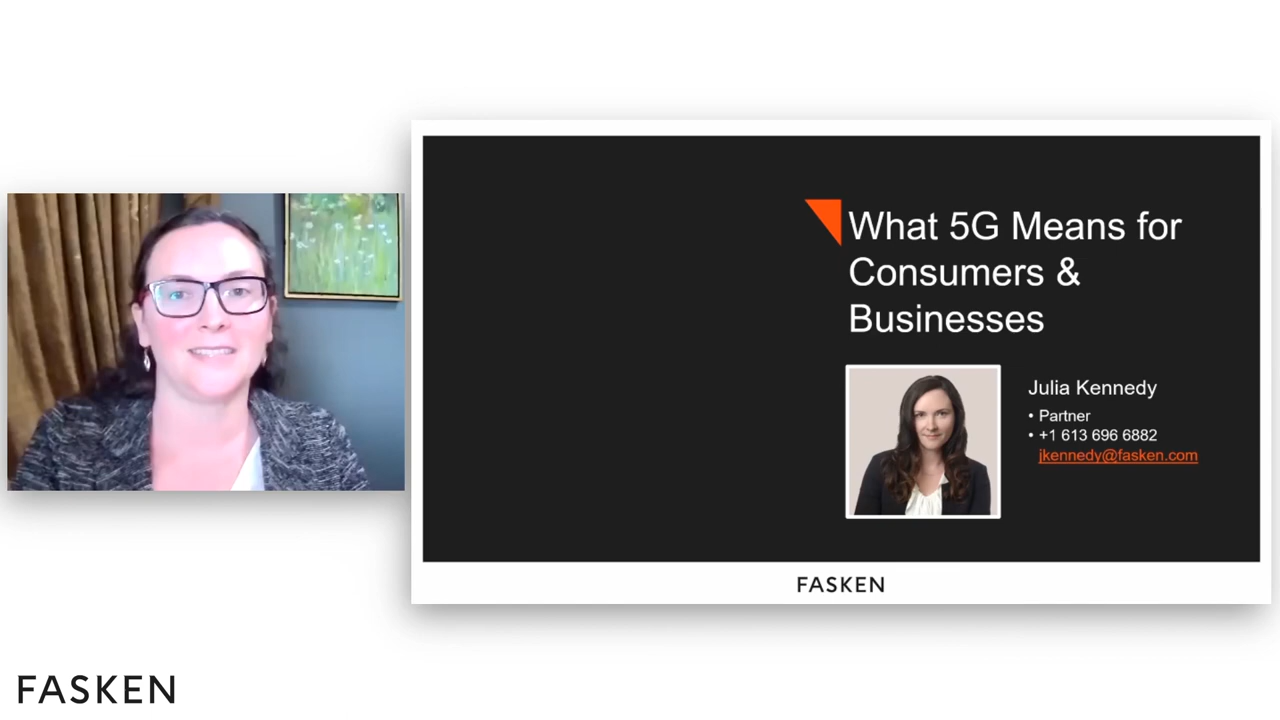 What 5G Means for
Consumers &
Businesses
Julia Kennedy
• Partner
• +1 613 696 6882
jkennedy@fasken.com
FASKEN
FASKEN